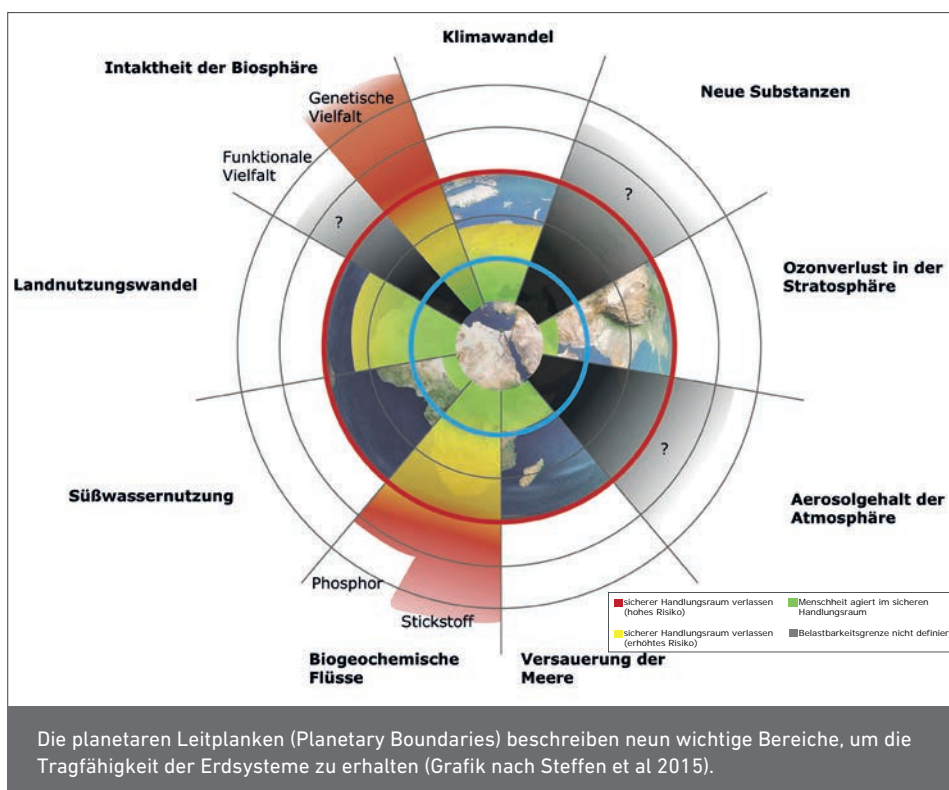 Klimawandel
Intaktheit der Biosphäre
Genetische
Vielfalt
Neue Substanzen
Funktionale
Vielfalt
?
?
Landnutzungswandel
Ozonverlust in der
Stratosphäre
?
Süßwassernutzung
Aerosolgehalt der
Atmosphäre
Phosphor
Stickstoff
Biogeochemische
Flüsse
Versauerung der
Meere
sicherer Handlungsraum verlassen
(hohes Risiko)
Menschheit agiert im sicheren
Handlungsraum
sicherer Handlungsraum verlassen
(erhöhtes Risiko)
Belastbarkeitsgrenze nicht definier
Die planetaren Leitplanken (Planetary Boundaries) beschreiben neun wichtige Bereiche, um die
Tragfähigkeit der Erdsysteme zu erhalten (Grafik nach Steffen et al 2015).